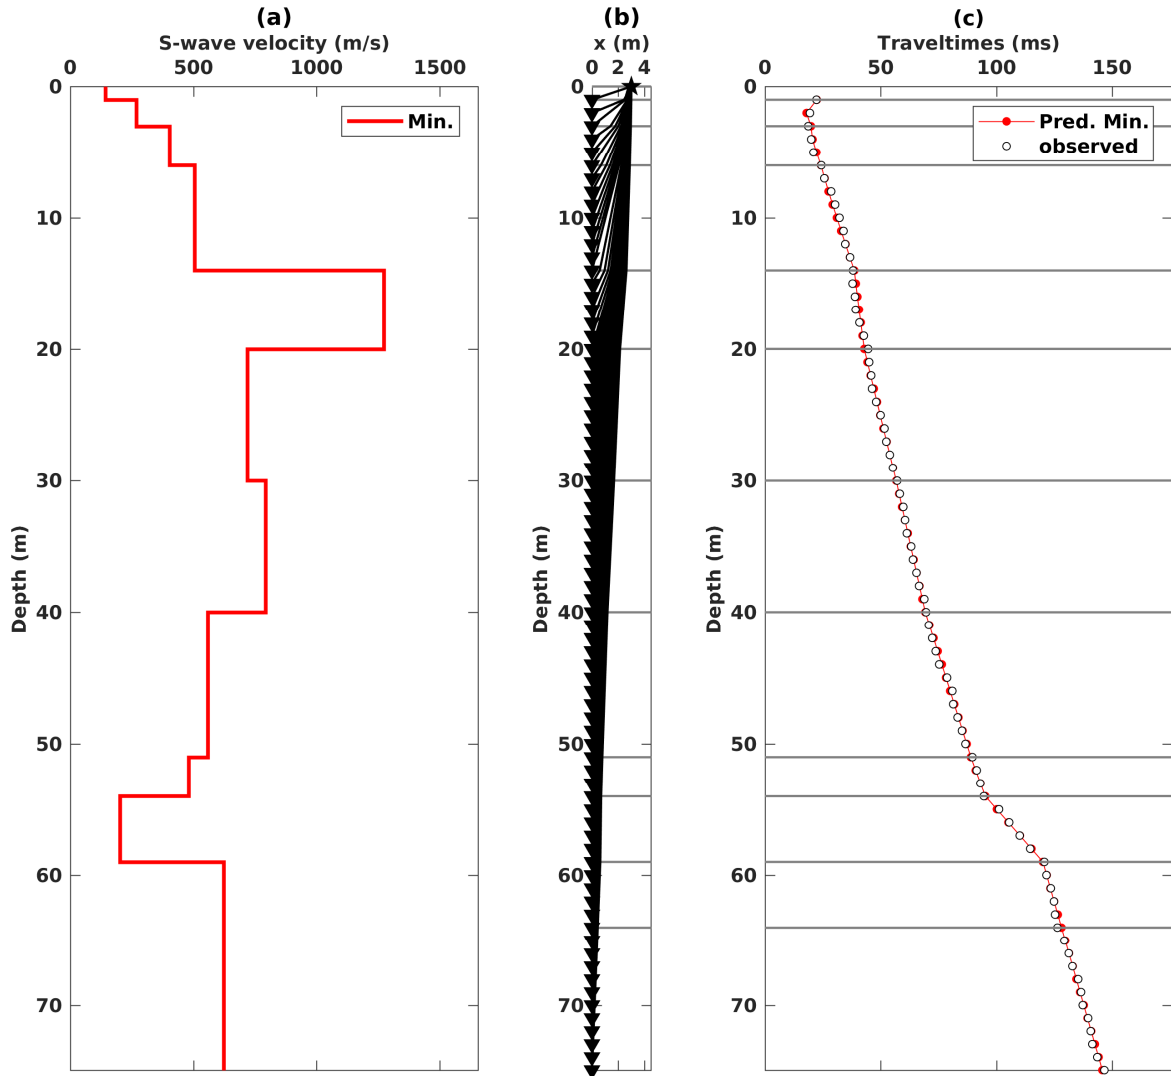 (a)
S-wave velocity (m/s)
0 500 1000 1500
0
10
20
30
40
50
60
70
Depth (m)
Min.
(b)
x (m)
0 2 4
0
10
20
30
40
50
60
70
Depth (m)
(c)
Traveltimes (ms)
0 50 100 150
0
10
20
30
40
50
60
70
Depth (m)
Pred. Min.
observed